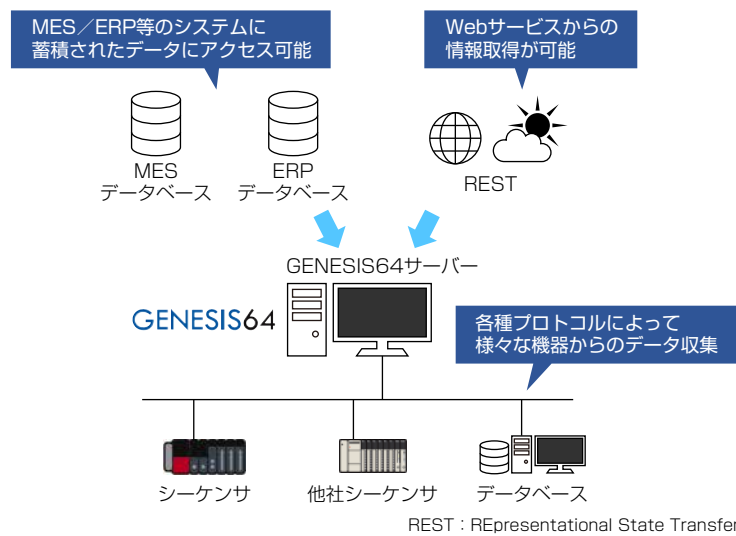 MES／ERP等のシステムに
蓄積されたデータにアクセス可能
Webサービスからの
情報取得が可能
MES
データベース
ERP
データベース
REST
GENESIS64サーバー
GENESIS64
各種プロトコルによって
様々な機器からのデータ収集
シーケンサ
他社シーケンサ
データベース
REST：REpresentational State Transfer